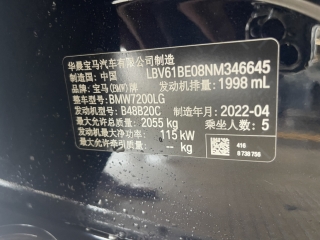 华晨宝马汽车有限公司制造
制造国: 中国 LBV61BE08NM346645
品牌: 宝马(BMW)牌 发动机排量: 1998 mL
整车型号: BMW7200LG
发动机型号: B48B20C 制造年月: 2022-04
最大允许总质量: 2055 kg 乘坐人数: 5
发动机最大净功率: 115 kW
最大允许牵引质量: -- kg
416
8 736 756